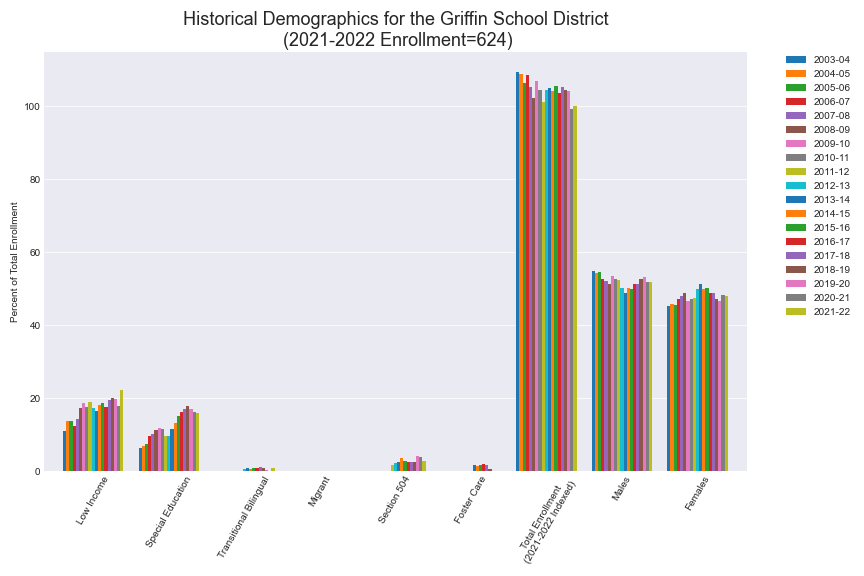 Historical Demographics for the Griffin School District
(2021-2022 Enrollment=624)
Percent of Total Enrollment
100
80
60
40
20
0
Low Income
Special Education
Transitional Bilingual
Migrant
Section 504
Foster Care
Total Enrollment
(2021-2022 Indexed)
Males
Females
2003-04
2004-05
2005-06
2006-07
2007-08
2008-09
2009-10
2010-11
2011-12
2012-13
2013-14
2014-15
2015-16
2016-17
2017-18
2018-19
2019-20
2020-21
2021-22